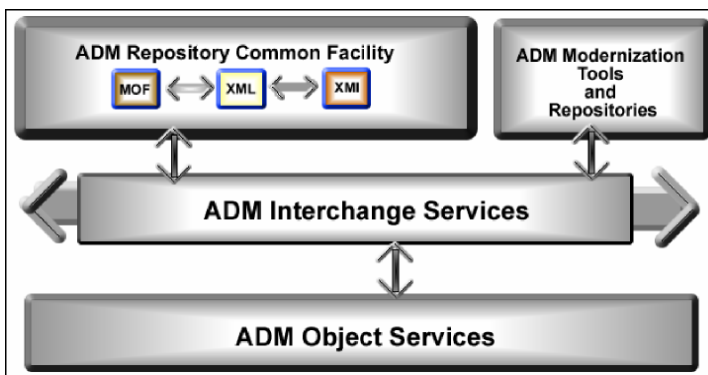 ADM Repository Common Facility
MOF XML XMI
ADM Modernization
Tools
and
Repositories
ADM Interchange Services
ADM Object Services